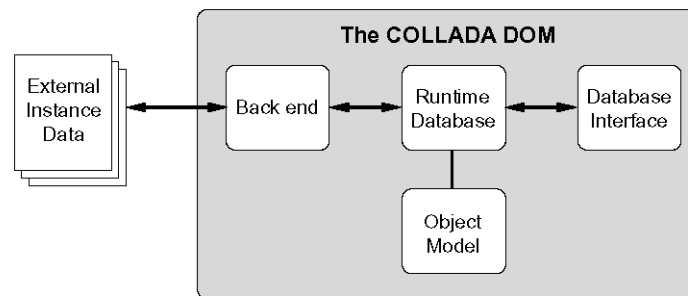 The COLLADA DOM
External
Instance
Data
Back end
Runtime
Database
Database
Interface
Object
Model